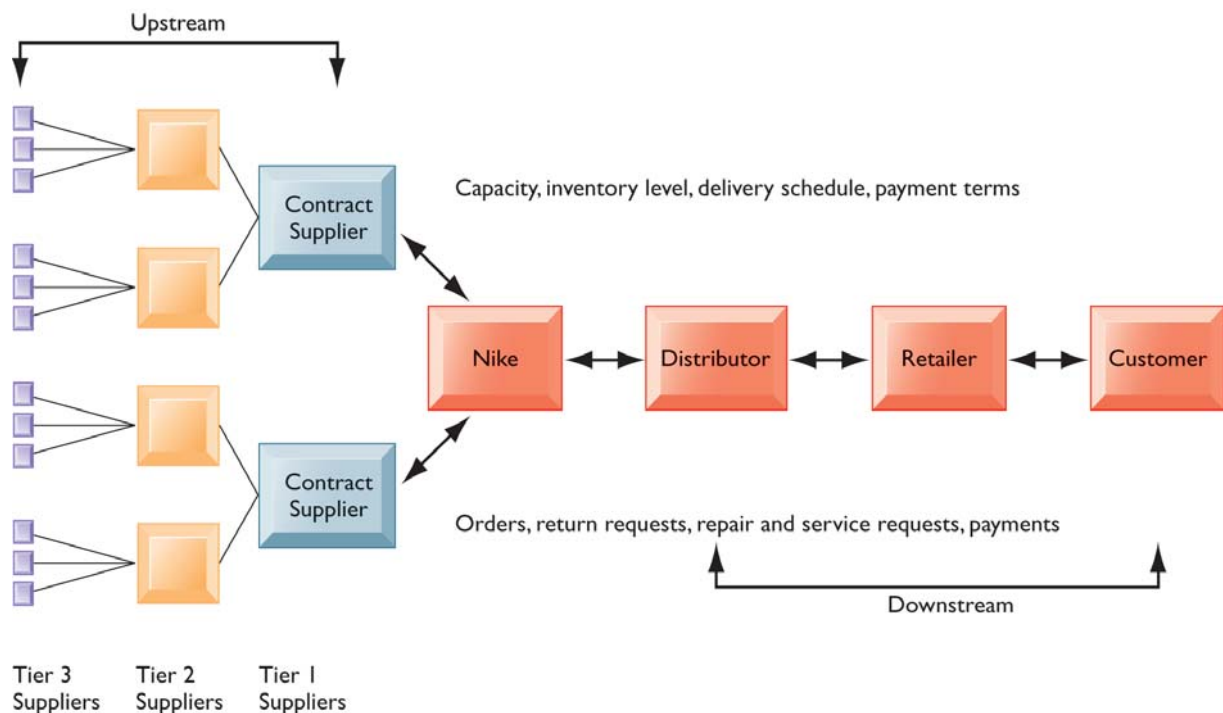 Upstream
Contract
Supplier
Capacity, inventory level, delivery schedule, payment terms
Nike
Distributor
Retailer
Customer
Contract
Supplier
Orders, return requests, repair and service requests, payments
Downstream
Tier 3
Suppliers
Tier 2
Suppliers
Tier 1
Suppliers